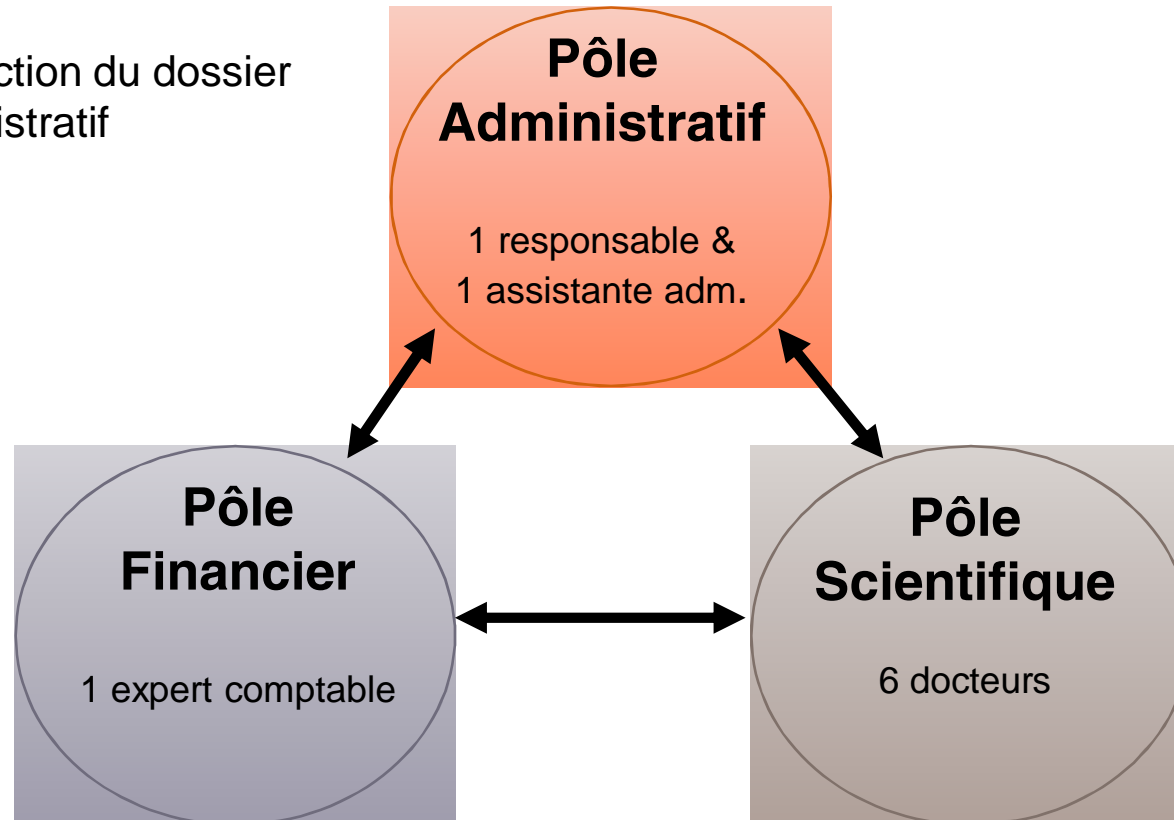 ction du dossier
istratif
Pôle
Administratif
1 responsable &
1 assistante adm.
Pôle
Financier
1 expert comptable
Pôle
Scientifique
6 docteurs